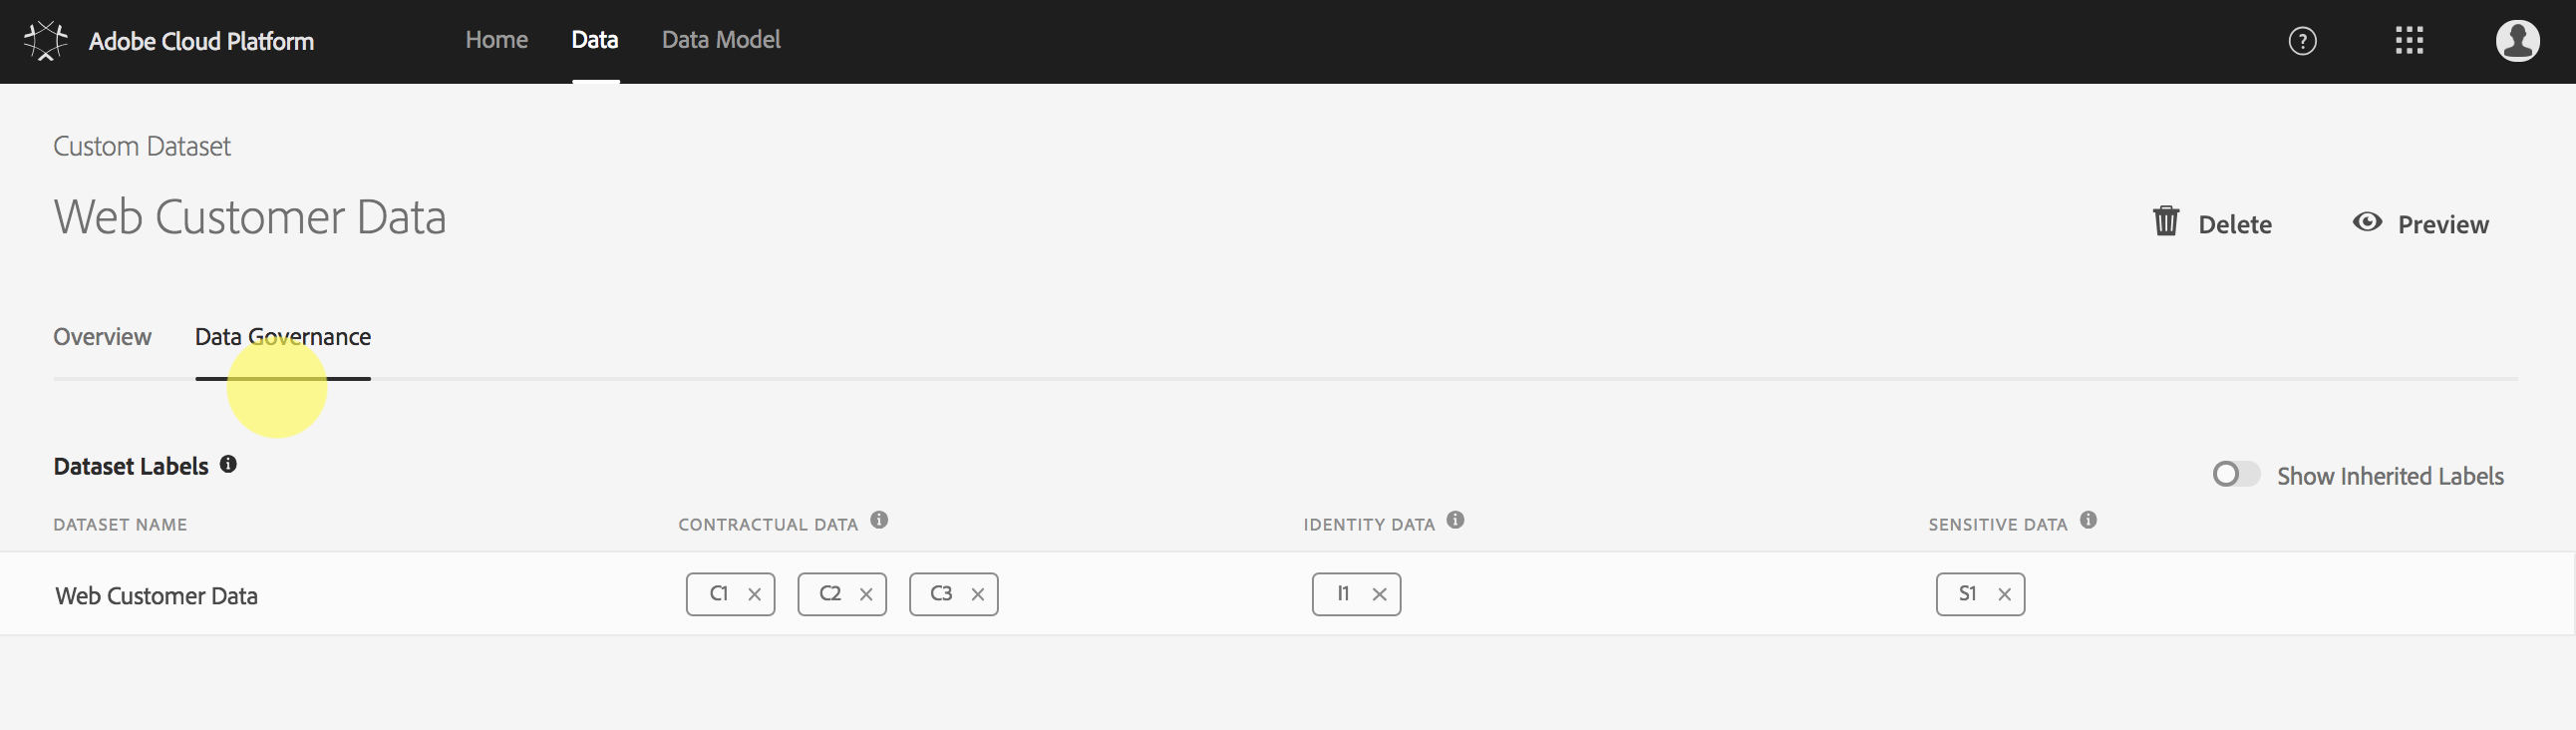 Adobe Cloud Platform Home Data Data Model ?
Custom Dataset
Web Customer Data
Delete Preview
Overview Data Governance
Dataset Labels i
Show Inherited Labels
DATASET NAME CONTRACTUAL DATA i IDENTITY DATA i SENSITIVE DATA i
Web Customer Data C1 × C2 × C3 × I1 × S1 ×